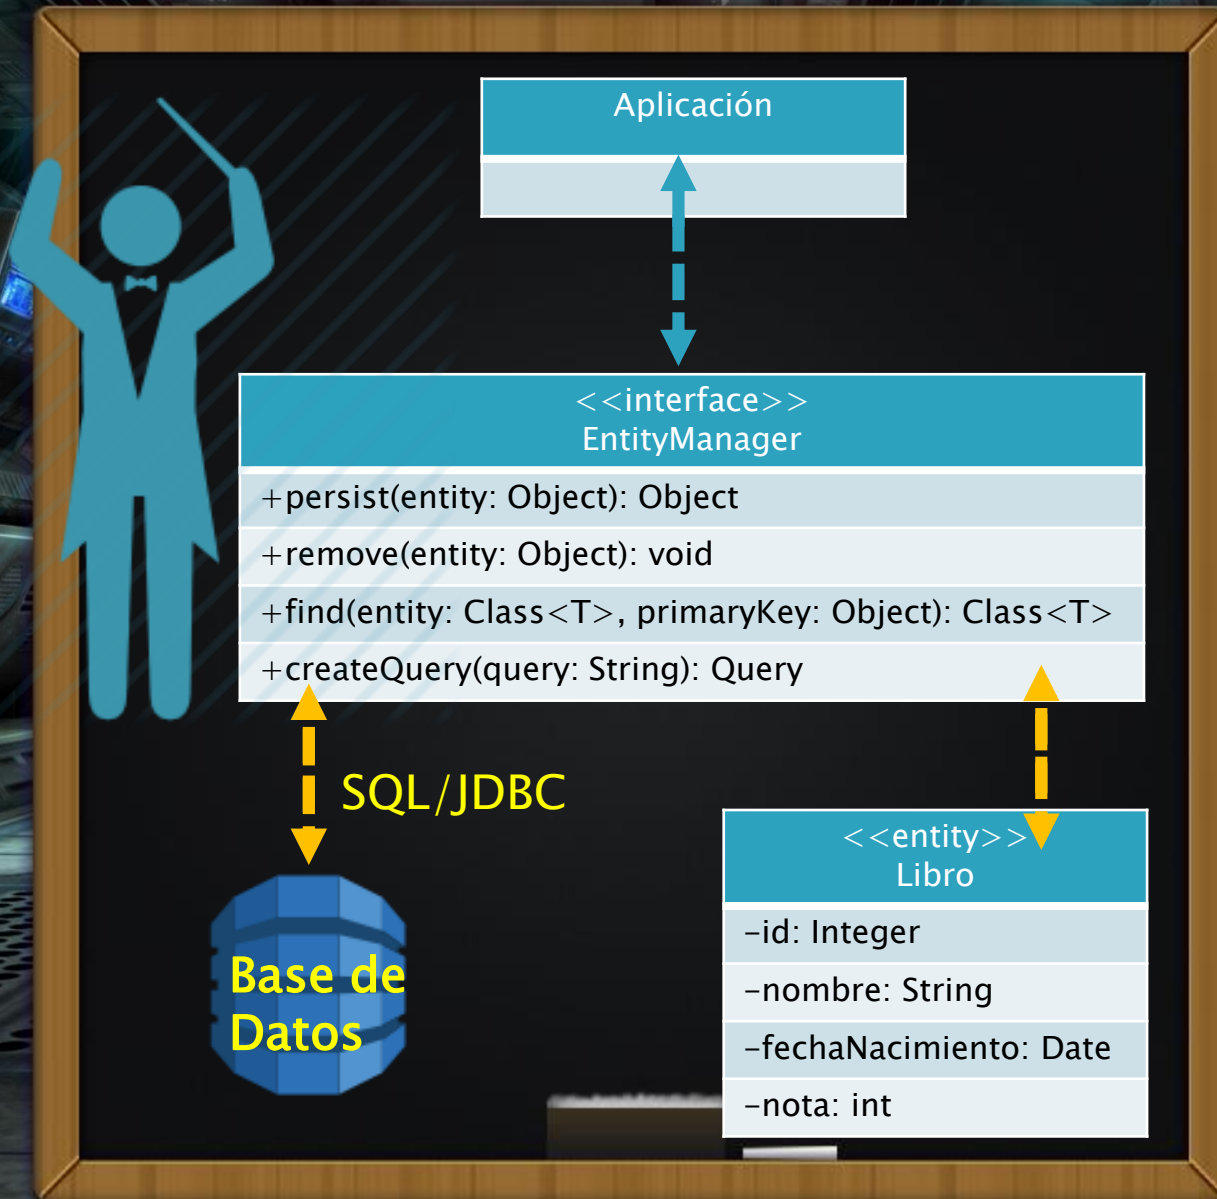 Aplicación
<<interface>>
EntityManager
+persist(entity: Object): Object
+remove(entity: Object): void
+find(entity: Class<T>, primaryKey: Object): Class<T>
+createQuery(query: String): Query
SQL/JDBC
Base de
Datos
<<entity>>
Libro
-id: Integer
-nombre: String
-fechaNacimiento: Date
-nota: int